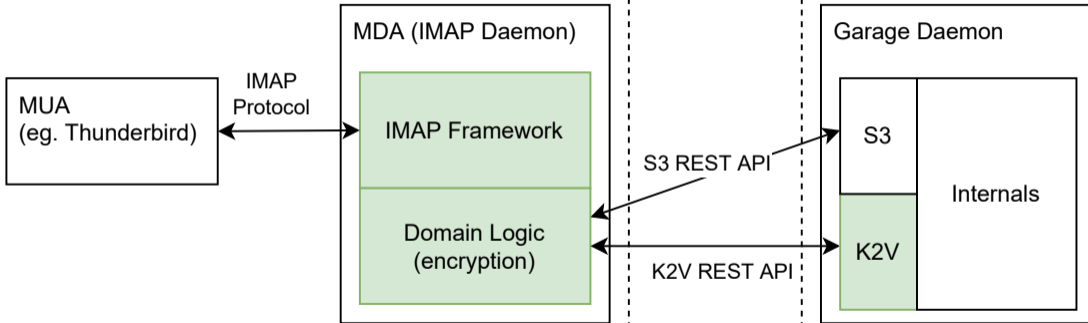 MUA
(eg. Thunderbird)
IMAP
Protocol
MDA (IMAP Daemon)
IMAP Framework
Domain Logic
(encryption)
S3 REST API
K2V REST API
Garage Daemon
S3
K2V
Internals